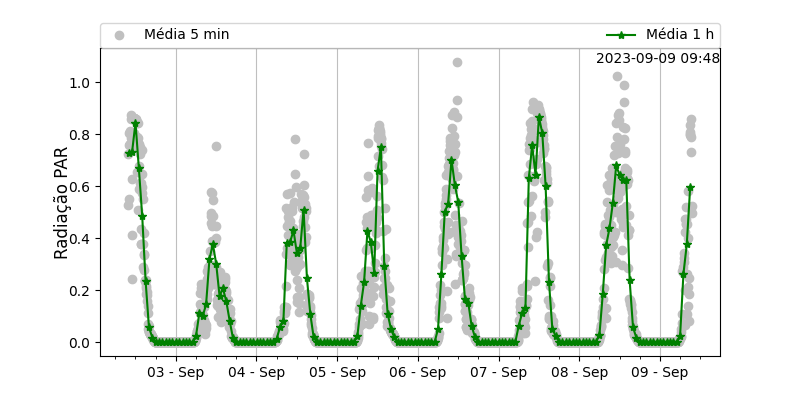 Média 5 min
Média 1 h
2023-09-09 09:48
Radiação PAR
1.0
0.8
0.6
0.4
0.2
0.0
03 - Sep
04 - Sep
05 - Sep
06 - Sep
07 - Sep
08 - Sep
09 - Sep